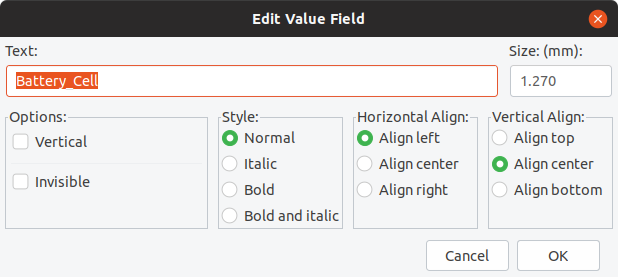 Edit Value Field
Text:
Size: (mm):
Battery_Cell
1.270
Options:
Vertical
Invisible
Style:
Normal
Italic
Bold
Bold and italic
Horizontal Align:
Align left
Align center
Align right
Vertical Align:
Align top
Align center
Align bottom
Cancel
OK